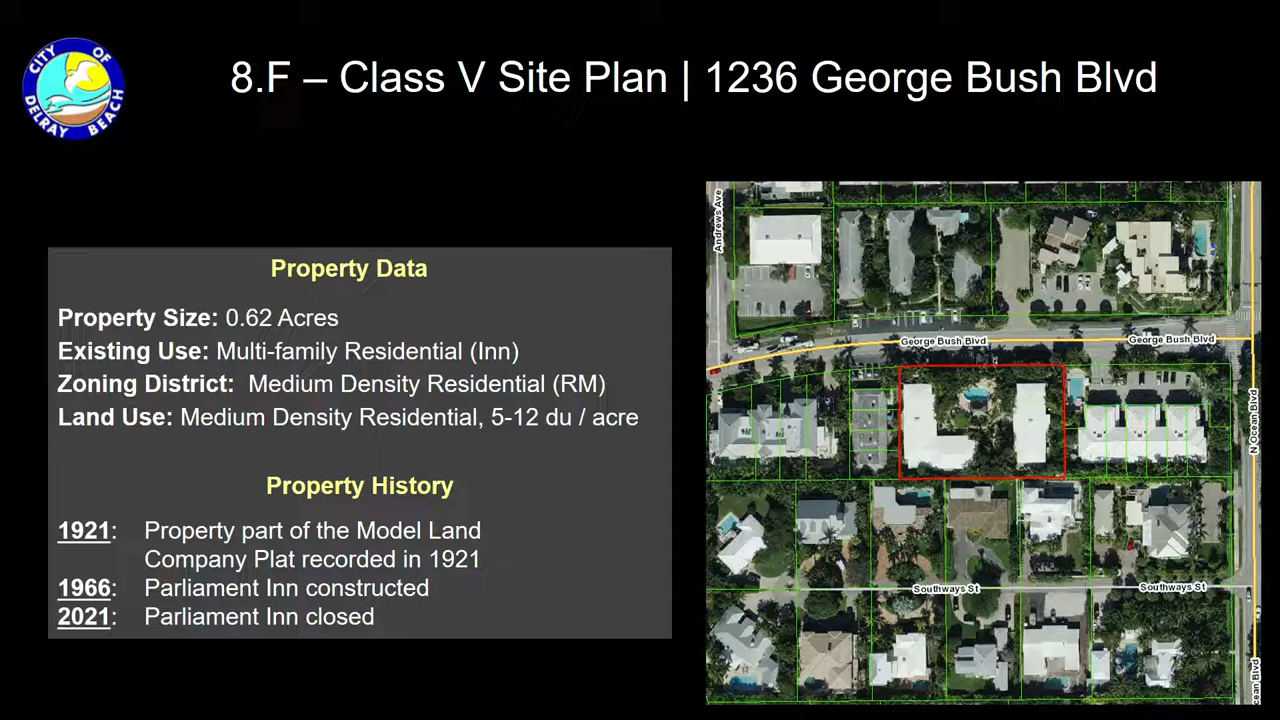 CITY OF
DELRAY BEACH
8.F – Class V Site Plan | 1236 George Bush Blvd
Property Data
Property Size: 0.62 Acres
Existing Use: Multi-family Residential (Inn)
Zoning District: Medium Density Residential (RM)
Land Use: Medium Density Residential, 5-12 du / acre
Property History
1921: Property part of the Model Land
Company Plat recorded in 1921
1966: Parliament Inn constructed
2021: Parliament Inn closed
Andrews Ave
George Bush Blvd
George Bush Blvd
N Ocean Blvd
Southways St
Southways St
cean Blvd